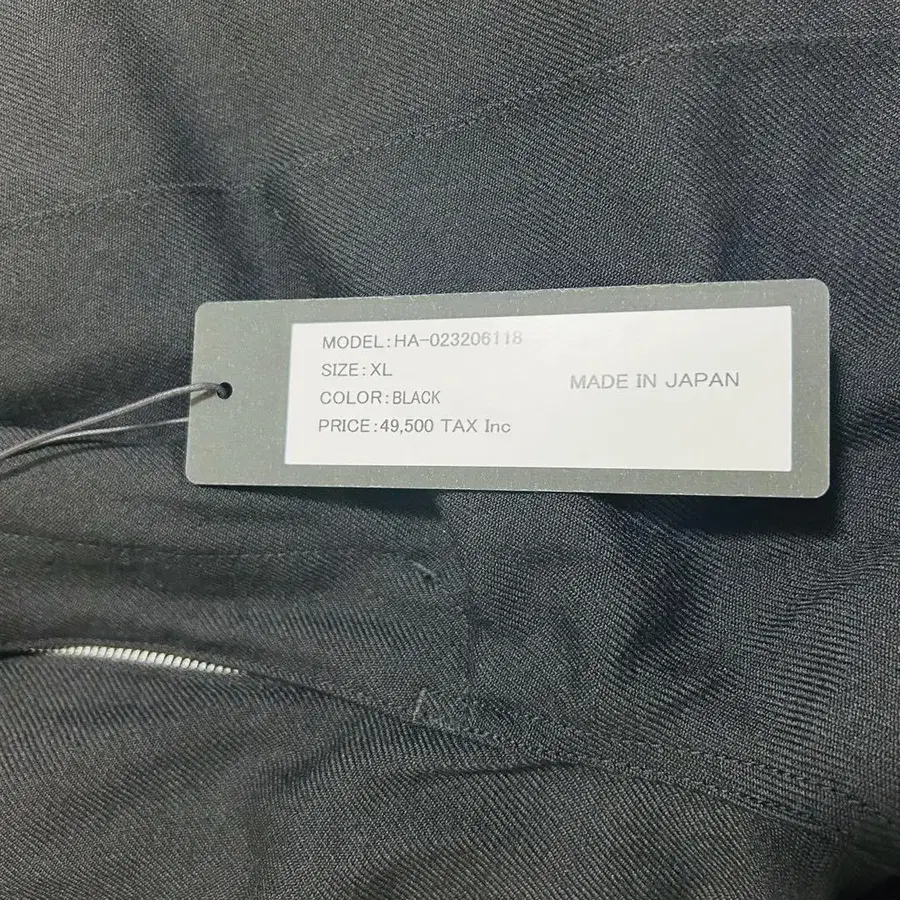 MODEL:HA-023206118
SIZE:XL
COLOR:BLACK
PRICE:49,500 TAX Inc
MADE IN JAPAN